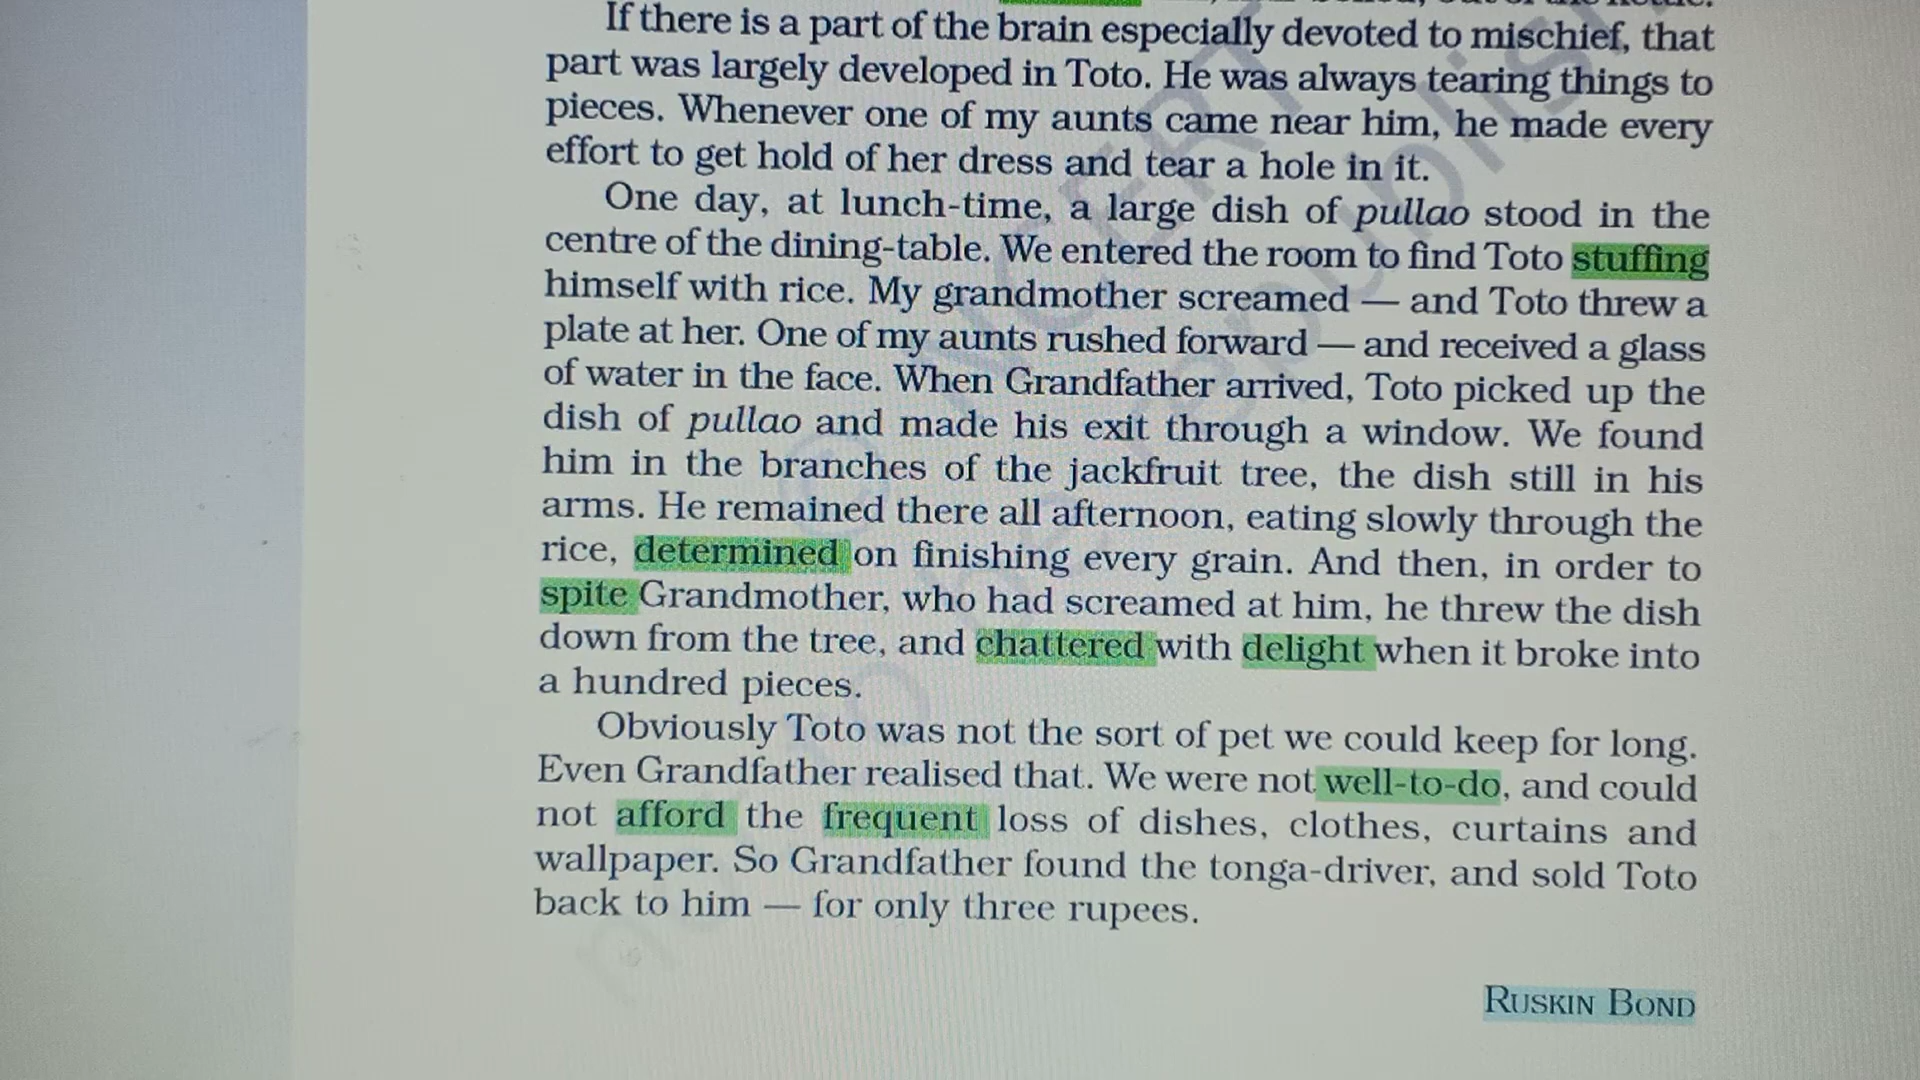 If there is a part of the brain especially devoted to mischief, that
part was largely developed in Toto. He was always tearing things to
pieces. Whenever one of my aunts came near him, he made every
effort to get hold of her dress and tear a hole in it.
One day, at lunch-time, a large dish of pullao stood in the
centre of the dining-table. We entered the room to find Toto stuffing
himself with rice. My grandmother screamed — and Toto threw a
plate at her. One of my aunts rushed forward — and received a glass
of water in the face. When Grandfather arrived, Toto picked up the
dish of pullao and made his exit through a window. We found
him in the branches of the jackfruit tree, the dish still in his
arms. He remained there all afternoon, eating slowly through the
rice, determined on finishing every grain. And then, in order to
spite Grandmother, who had screamed at him, he threw the dish
down from the tree, and chattered with delight when it broke into
a hundred pieces.
Obviously Toto was not the sort of pet we could keep for long.
Even Grandfather realised that. We were not well-to-do, and could
not afford the frequent loss of dishes, clothes, curtains and
wallpaper. So Grandfather found the tonga-driver, and sold Toto
back to him — for only three rupees.
RUSKIN BOND